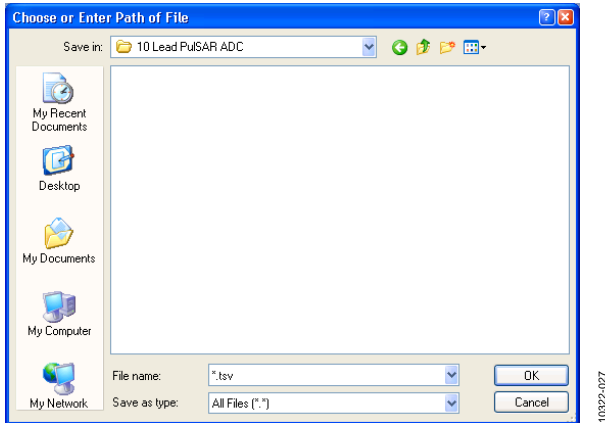 Choose or Enter Path of File
Save in:
10 Lead PulSAR ADC
My Recent
Documents
Desktop
My Documents
My Computer
My Network
File name:
*.tsv
OK
Save as type:
All Files (*.*)
Cancel
10322-027